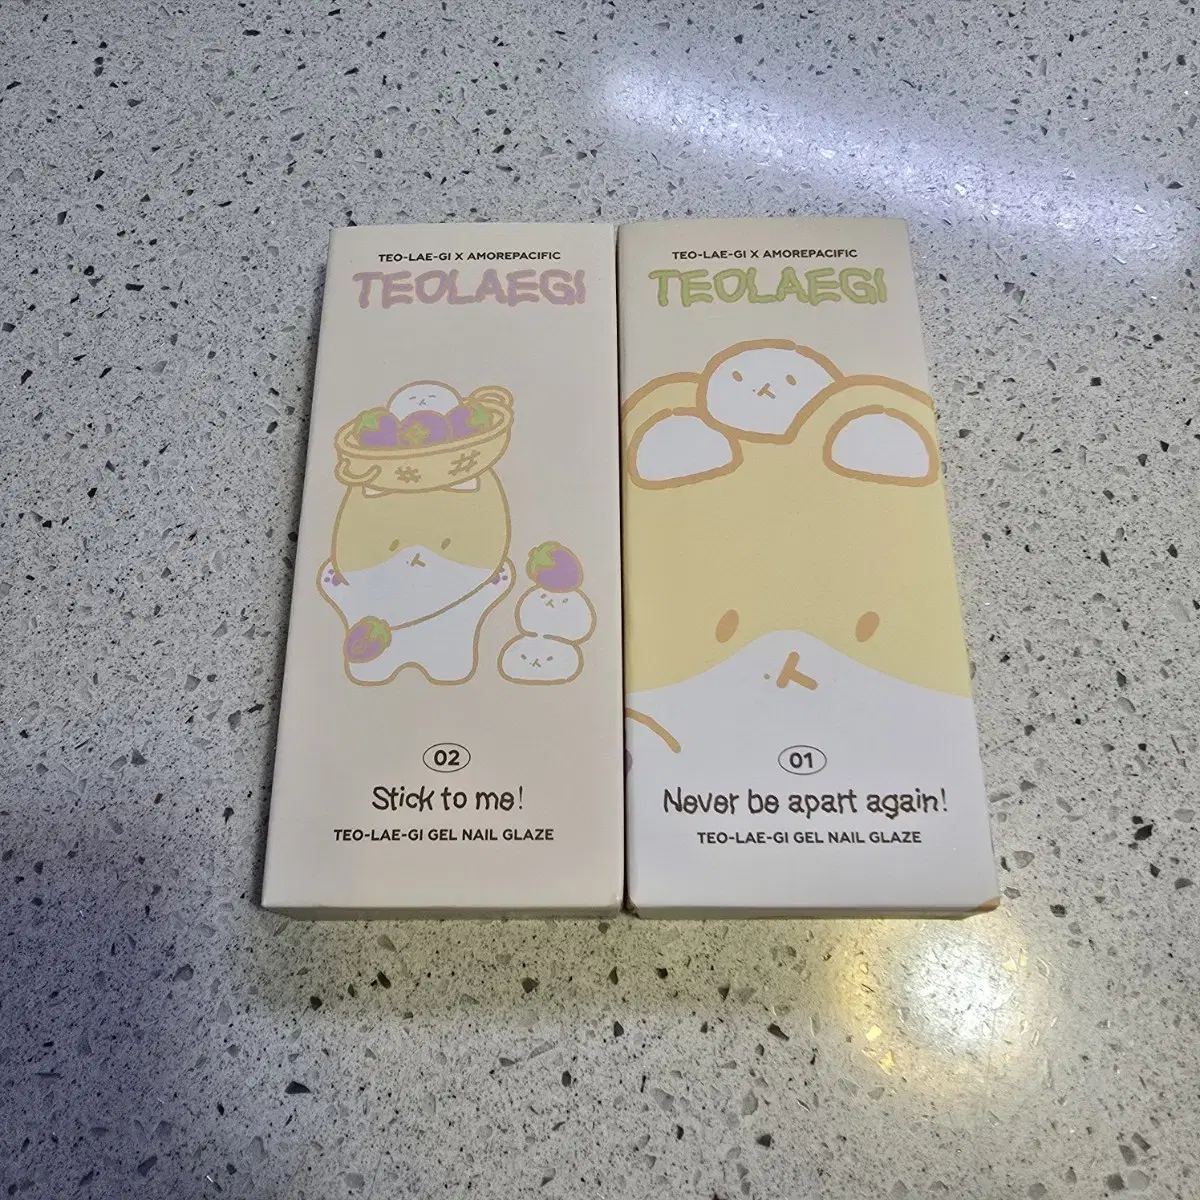 TEO-LAE-GI X AMOREPACIFIC
TEOLAEGI
02
Stick to me!
TEO-LAE-GI GEL NAIL GLAZE
TEO-LAE-GI X AMOREPACIFIC
TEOLAEGI
01
Never be apart again!
TEO-LAE-GI GEL NAIL GLAZE